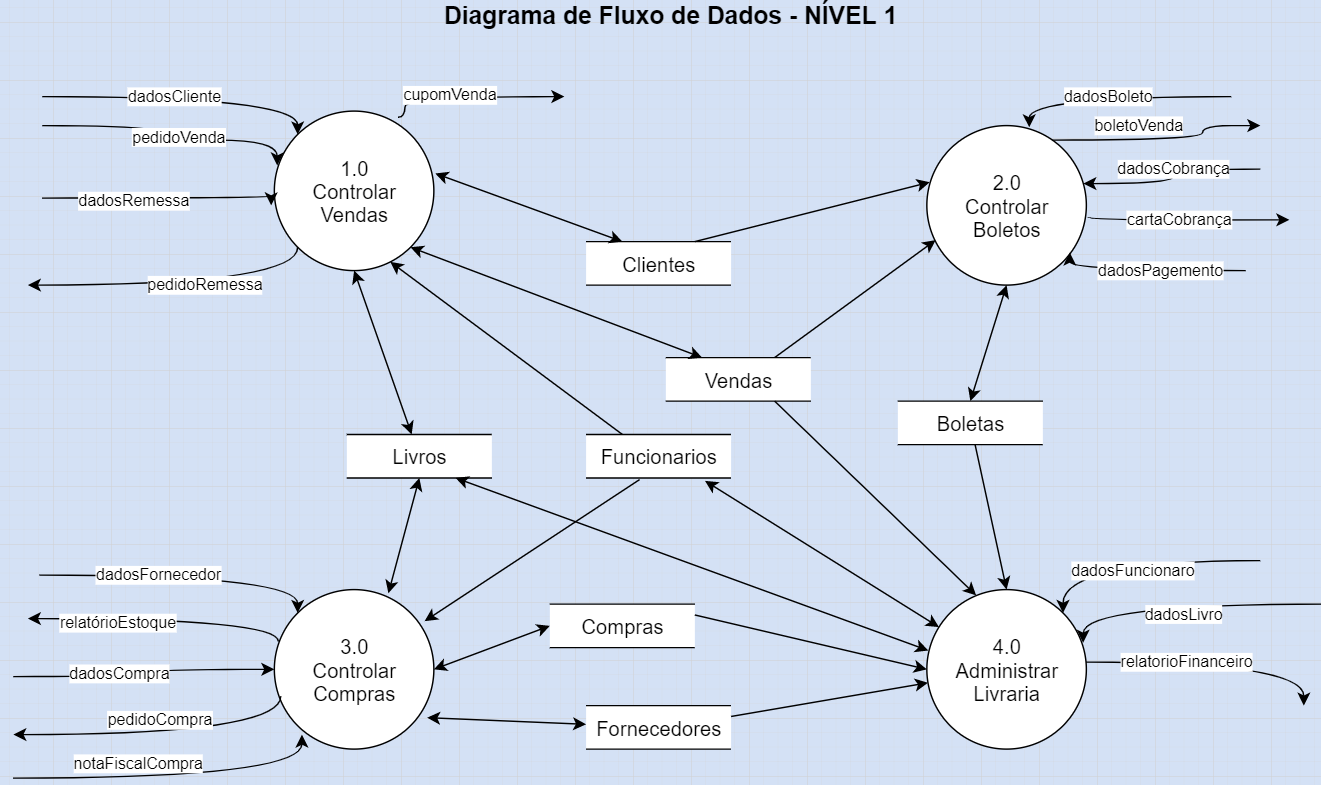 Diagrama de Fluxo de Dados - NÍVEL 1
dadosCliente
cupomVenda
pedidoVenda
dadosRemessa
pedidoRemessa
1.0
Controlar
Vendas
dadosBoleto
boletoVenda
dadosCobrança
cartaCobrança
dadosPagemento
2.0
Controlar
Boletos
Clientes
Vendas
Boletas
Livros
Funcionarios
dadosFornecedor
relatórioEstoque
dadosCompra
pedidoCompra
notaFiscalCompra
3.0
Controlar
Compras
Compras
Fornecedores
4.0
Administrar
Livraria
dadosFuncionaro
dadosLivro
relatorioFinanceiro